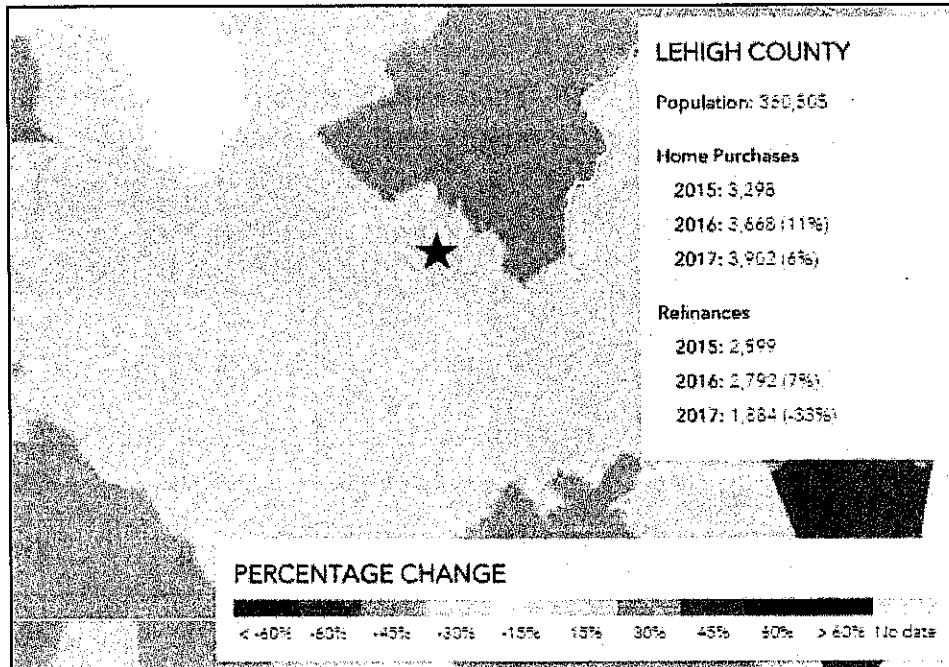 LEHIGH COUNTY
Population: 360,505
Home Purchases
2015: 3,298
2016: 3,668 (11%)
2017: 3,902 (6%)
Refinances
2015: 2,599
2016: 2,792 (7%)
2017: 1,884 (-33%)
PERCENTAGE CHANGE
< -60% -60% -45% -30% -15% 15% 30% 45% 60% > 60% No data